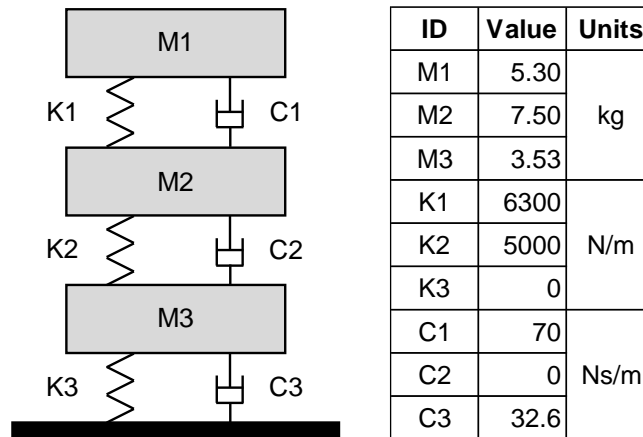 M1
K1 C1
M2
K2 C2
M3
K3 C3
ID Value Units
M1 5.30
M2 7.50 kg
M3 3.53
K1 6300
K2 5000 N/m
K3 0
C1 70
C2 0 Ns/m
C3 32.6